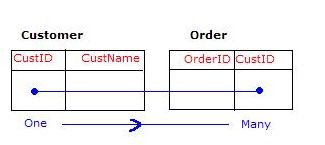 Customer Order
CustID CustName OrderID CustID
One Many